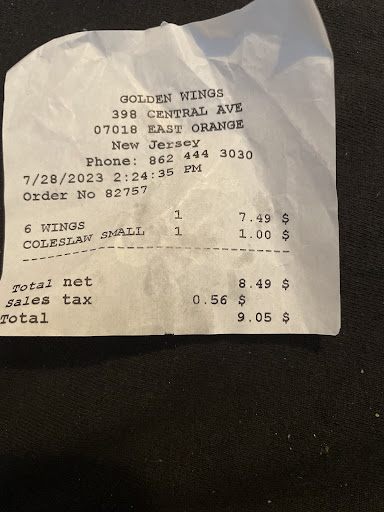 GOLDEN WINGS
398 CENTRAL AVE
07018 EAST ORANGE
New Jersey
Phone: 862 444 3030
7/28/2023 2:24:35 PM
Order No 82757
6 WINGS 1 7.49 $
COLESLAW SMALL 1 1.00 $
--------------------------------
Total net 8.49 $
Sales tax 0.56 $
Total 9.05 $